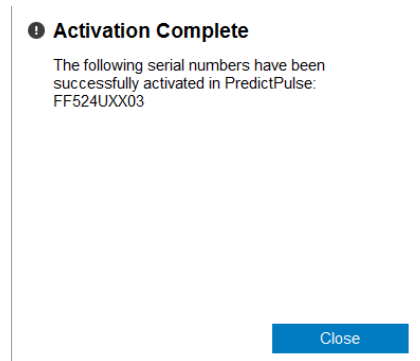 Activation Complete
The following serial numbers have been
successfully activated in PredictPulse:
FF524UXX03
Close